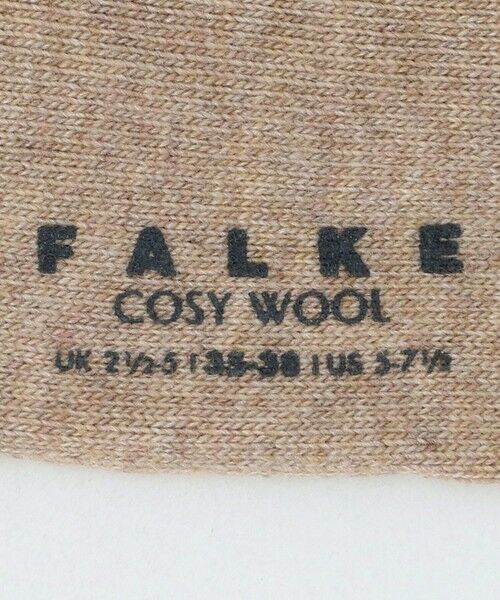 FALKE
COSY WOOL
UK 2½-5 | 35-38 | US 5-7½